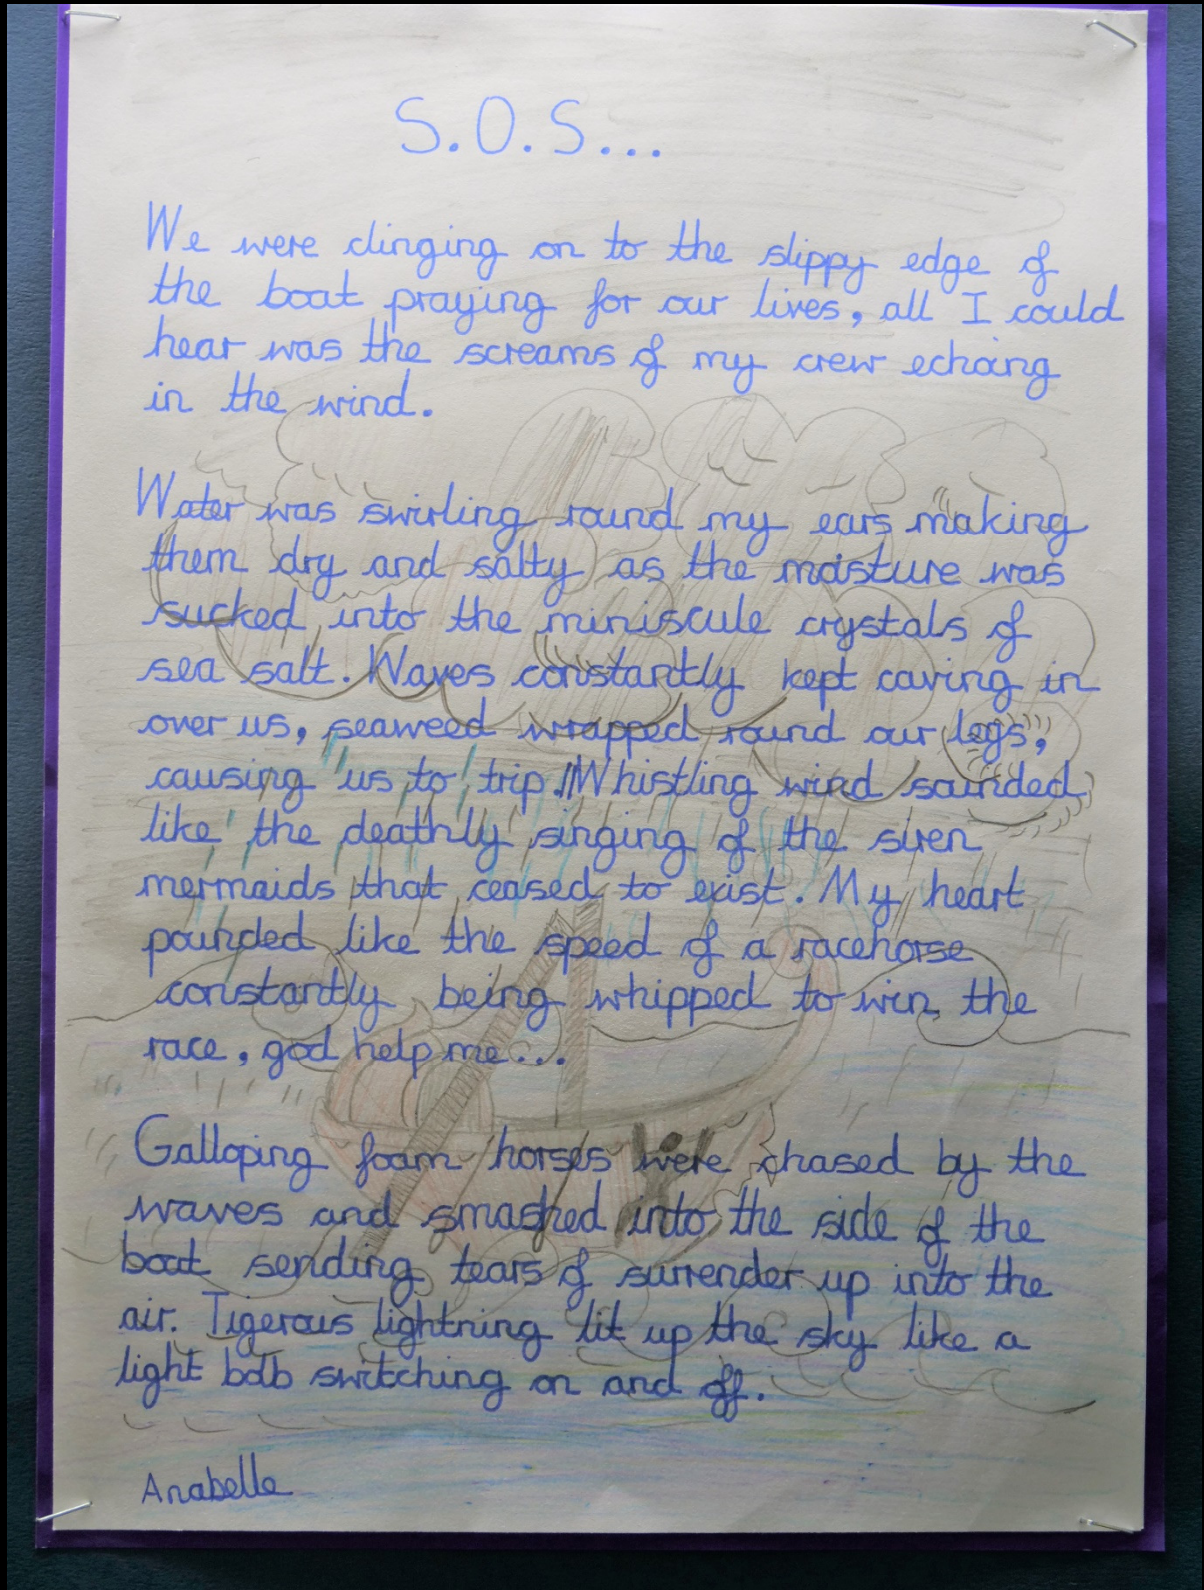 S.O.S...
We were clinging on to the slippy edge of
the boat praying for our lives, all I could
hear was the screams of my crew echoing
in the wind.
Water was swirling round my ears making
them dry and salty as the moisture was
sucked into the miniscule crystals of
sea salt. Waves constantly kept caving in
over us, seaweed wrapped round our legs,
causing us to trip.//Whistling wind sounded
like the deathly singing of the siren
mermaids that ceased to exist. My heart
pounded like the speed of a racehorse
constantly being whipped to win the
race, god help me...
Galloping foam horses were chased by the
waves and smashed into the side of the
boat sending tears of surrender up into the
air. Tigerous lightning lit up the sky like a
light bolb switching on and off.
Anabelle